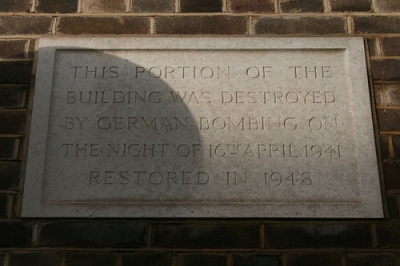 THIS PORTION OF THE
BUILDING WAS DESTROYED
BY GERMAN BOMBING ON
THE NIGHT OF 16TH APRIL 1941
RESTORED IN 1948